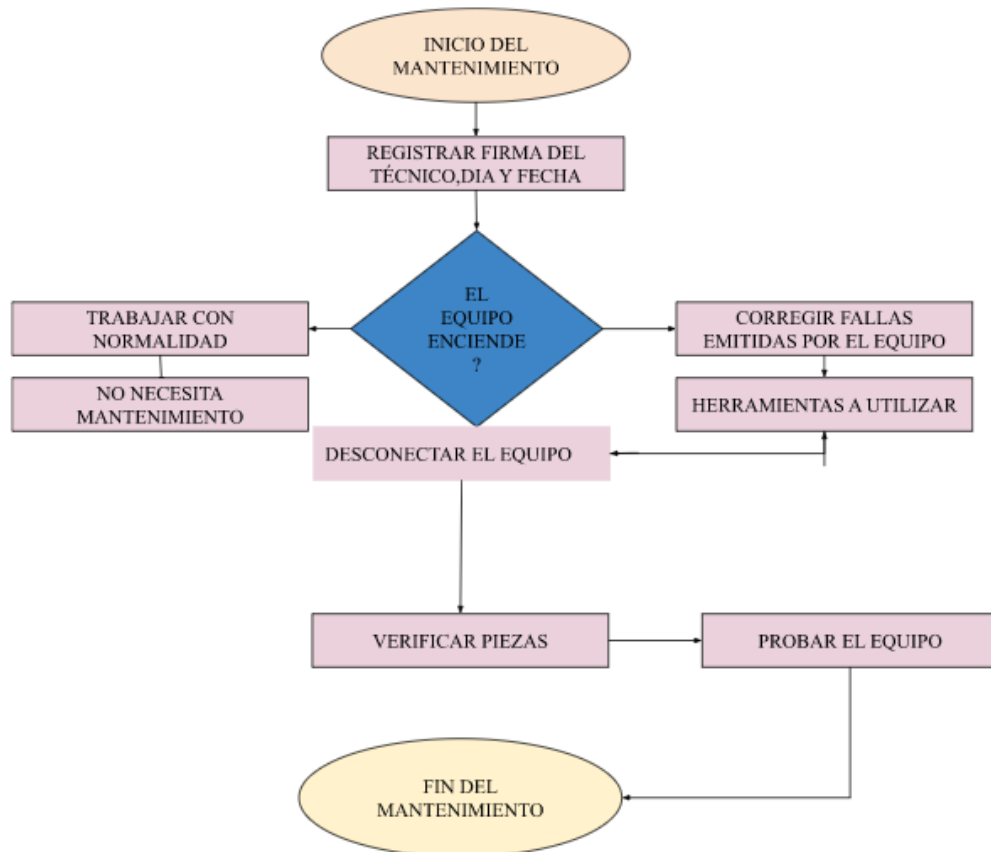 INICIO DEL
MANTENIMIENTO
REGISTRAR FIRMA DEL
TÉCNICO,DIA Y FECHA
EL
EQUIPO
ENCIENDE
?
TRABAJAR CON
NORMALIDAD
NO NECESITA
MANTENIMIENTO
CORREGIR FALLAS
EMITIDAS POR EL EQUIPO
HERRAMIENTAS A UTILIZAR
DESCONECTAR EL EQUIPO
VERIFICAR PIEZAS
PROBAR EL EQUIPO
FIN DEL
MANTENIMIENTO